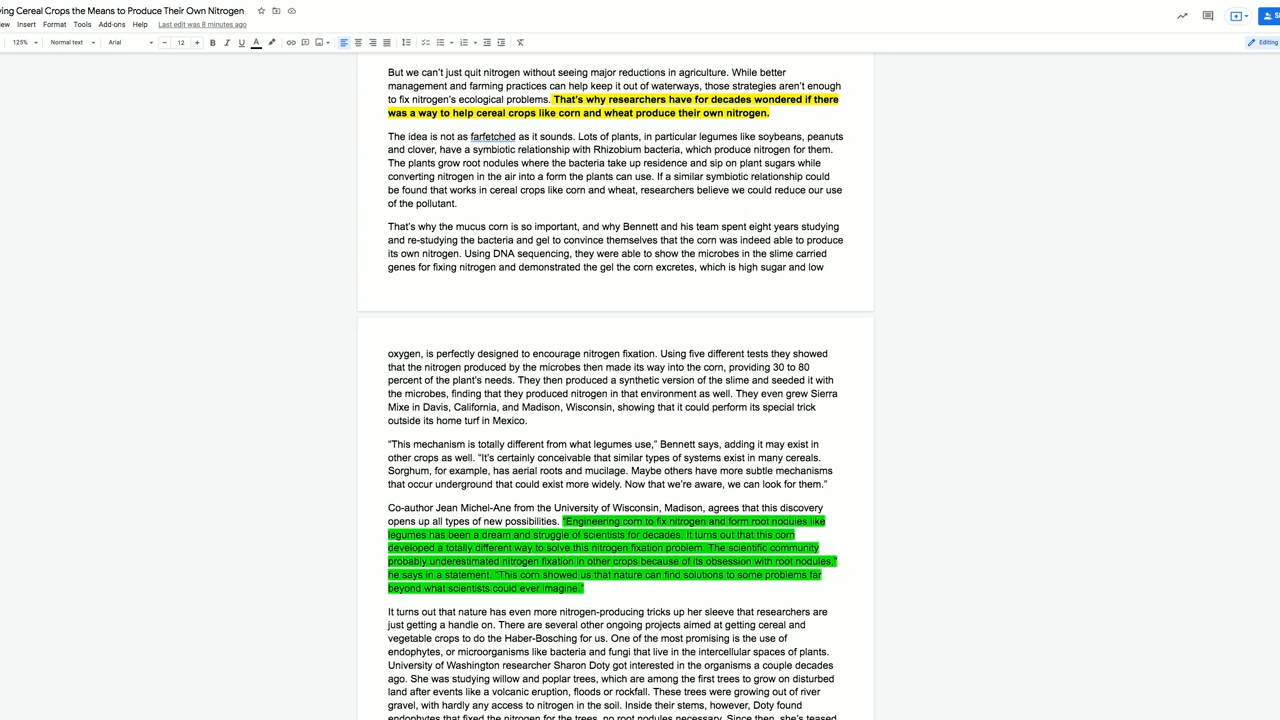 ving Cereal Crops the Means to Produce Their Own Nitrogen
ew Insert Format Tools Add-ons Help Last edit was 8 minutes ago
125% Normal text Arial − 12 + B I U A Editing
But we can't just quit nitrogen without seeing major reductions in agriculture. While better
management and farming practices can help keep it out of waterways, those strategies aren't enough
to fix nitrogen's ecological problems. That's why researchers have for decades wondered if there
was a way to help cereal crops like corn and wheat produce their own nitrogen.
The idea is not as farfetched as it sounds. Lots of plants, in particular legumes like soybeans, peanuts
and clover, have a symbiotic relationship with Rhizobium bacteria, which produce nitrogen for them.
The plants grow root nodules where the bacteria take up residence and sip on plant sugars while
converting nitrogen in the air into a form the plants can use. If a similar symbiotic relationship could
be found that works in cereal crops like corn and wheat, researchers believe we could reduce our use
of the pollutant.
That's why the mucus corn is so important, and why Bennett and his team spent eight years studying
and re-studying the bacteria and gel to convince themselves that the corn was indeed able to produce
its own nitrogen. Using DNA sequencing, they were able to show the microbes in the slime carried
genes for fixing nitrogen and demonstrated the gel the corn excretes, which is high sugar and low
oxygen, is perfectly designed to encourage nitrogen fixation. Using five different tests they showed
that the nitrogen produced by the microbes then made its way into the corn, providing 30 to 80
percent of the plant's needs. They then produced a synthetic version of the slime and seeded it with
the microbes, finding that they produced nitrogen in that environment as well. They even grew Sierra
Mixe in Davis, California, and Madison, Wisconsin, showing that it could perform its special trick
outside its home turf in Mexico.
"This mechanism is totally different from what legumes use," Bennett says, adding it may exist in
other crops as well. "It's certainly conceivable that similar types of systems exist in many cereals.
Sorghum, for example, has aerial roots and mucilage. Maybe others have more subtle mechanisms
that occur underground that could exist more widely. Now that we're aware, we can look for them."
Co-author Jean Michel-Ane from the University of Wisconsin, Madison, agrees that this discovery
opens up all types of new possibilities. "Engineering corn to fix nitrogen and form root nodules like
legumes has been a dream and struggle of scientists for decades. It turns out that this corn
developed a totally different way to solve this nitrogen fixation problem. The scientific community
probably underestimated nitrogen fixation in other crops because of its obsession with root nodules,"
he says in a statement. "This corn showed us that nature can find solutions to some problems far
beyond what scientists could ever imagine."
It turns out that nature has even more nitrogen-producing tricks up her sleeve that researchers are
just getting a handle on. There are several other ongoing projects aimed at getting cereal and
vegetable crops to do the Haber-Bosching for us. One of the most promising is the use of
endophytes, or microorganisms like bacteria and fungi that live in the intercellular spaces of plants.
University of Washington researcher Sharon Doty got interested in the organisms a couple decades
ago. She was studying willow and poplar trees, which are among the first trees to grow on disturbed
land after events like a volcanic eruption, floods or rockfall. These trees were growing out of river
gravel, with hardly any access to nitrogen in the soil. Inside their stems, however, Doty found
endophytes that fixed the nitrogen for the trees, no root nodules necessary. Since then, she's teased